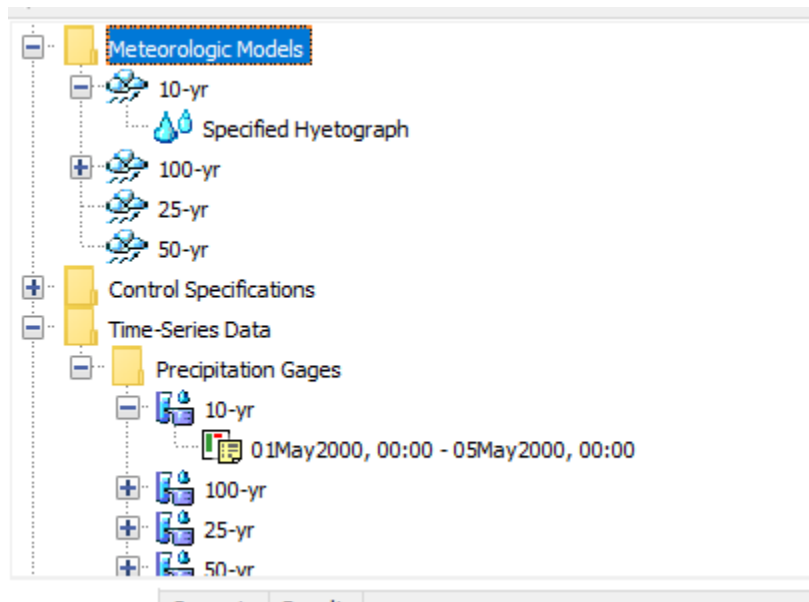 Meteorologic Models
10-yr
Specified Hyetograph
100-yr
25-yr
50-yr
Control Specifications
Time-Series Data
Precipitation Gages
10-yr
01May2000, 00:00 - 05May2000, 00:00
100-yr
25-yr
50-yr